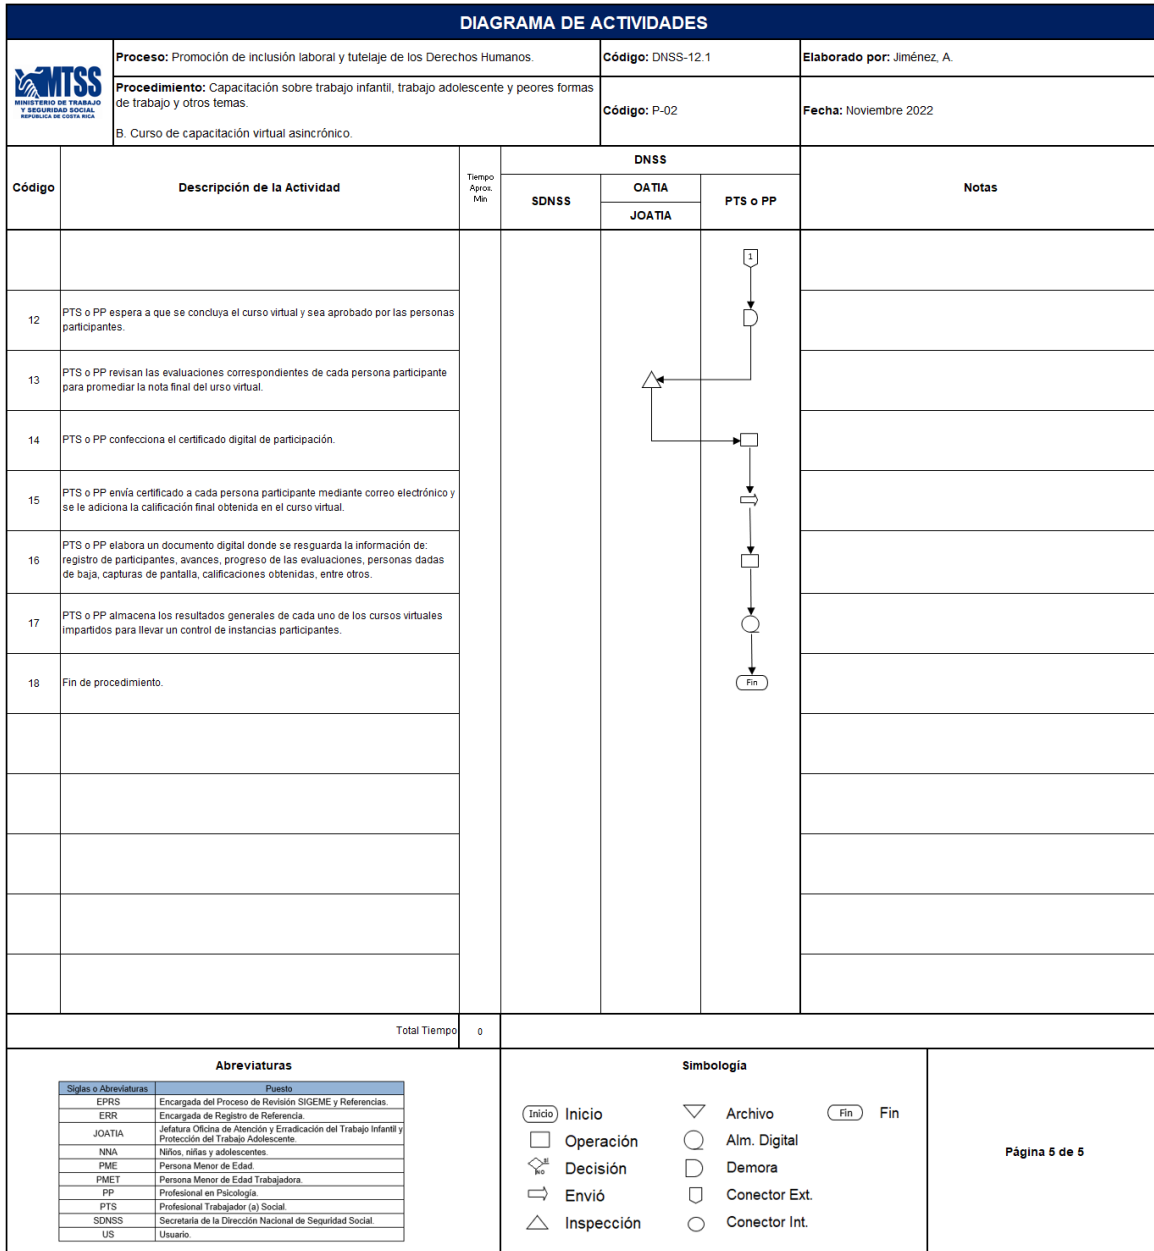 DIAGRAMA DE ACTIVIDADES
MTSS
MINISTERIO DE TRABAJO
Y SEGURIDAD SOCIAL
REPÚBLICA DE COSTA RICA
Proceso: Promoción de inclusión laboral y tutelaje de los Derechos Humanos.
Código: DNSS-12.1
Elaborado por: Jiménez, A.
Procedimiento: Capacitación sobre trabajo infantil, trabajo adolescente y peores formas
de trabajo y otros temas.
B. Curso de capacitación virtual asincrónico.
Código: P-02
Fecha: Noviembre 2022
Código
Descripción de la Actividad
Tiempo
Aprox.
Min
DNSS
SDNSS
OATIA
JOATIA
PTS o PP
Notas
1
12
PTS o PP espera a que se concluya el curso virtual y sea aprobado por las personas
participantes.
13
PTS o PP revisan las evaluaciones correspondientes de cada persona participante
para promediar la nota final del urso virtual.
14
PTS o PP confecciona el certificado digital de participación.
15
PTS o PP envía certificado a cada persona participante mediante correo electrónico y
se le adiciona la calificación final obtenida en el curso virtual.
16
PTS o PP elabora un documento digital donde se resguarda la información de:
registro de participantes, avances, progreso de las evaluaciones, personas dadas
de baja, capturas de pantalla, calificaciones obtenidas, entre otros.
17
PTS o PP almacena los resultados generales de cada uno de los cursos virtuales
impartidos para llevar un control de instancias participantes.
18
Fin de procedimiento.
Fin
Total Tiempo
0
Abreviaturas
Siglas o Abreviaturas
Puesto
EPRS
Encargada del Proceso de Revisión SIGEME y Referencias.
ERR
Encargada de Registro de Referencia.
JOATIA
Jefatura Oficina de Atención y Erradicación del Trabajo Infantil y
Protección del Trabajo Adolescente.
NNA
Niños, niñas y adolescentes.
PME
Persona Menor de Edad.
PMET
Persona Menor de Edad Trabajadora.
PP
Profesional en Psicología.
PTS
Profesional Trabajador (a) Social.
SDNSS
Secretaria de la Dirección Nacional de Seguridad Social.
US
Usuario.
Simbología
Inicio
Inicio
Archivo
Fin
Fin
Operación
Alm. Digital
SI
NO
Decisión
Demora
Envió
Conector Ext.
Inspección
Conector Int.
Página 5 de 5